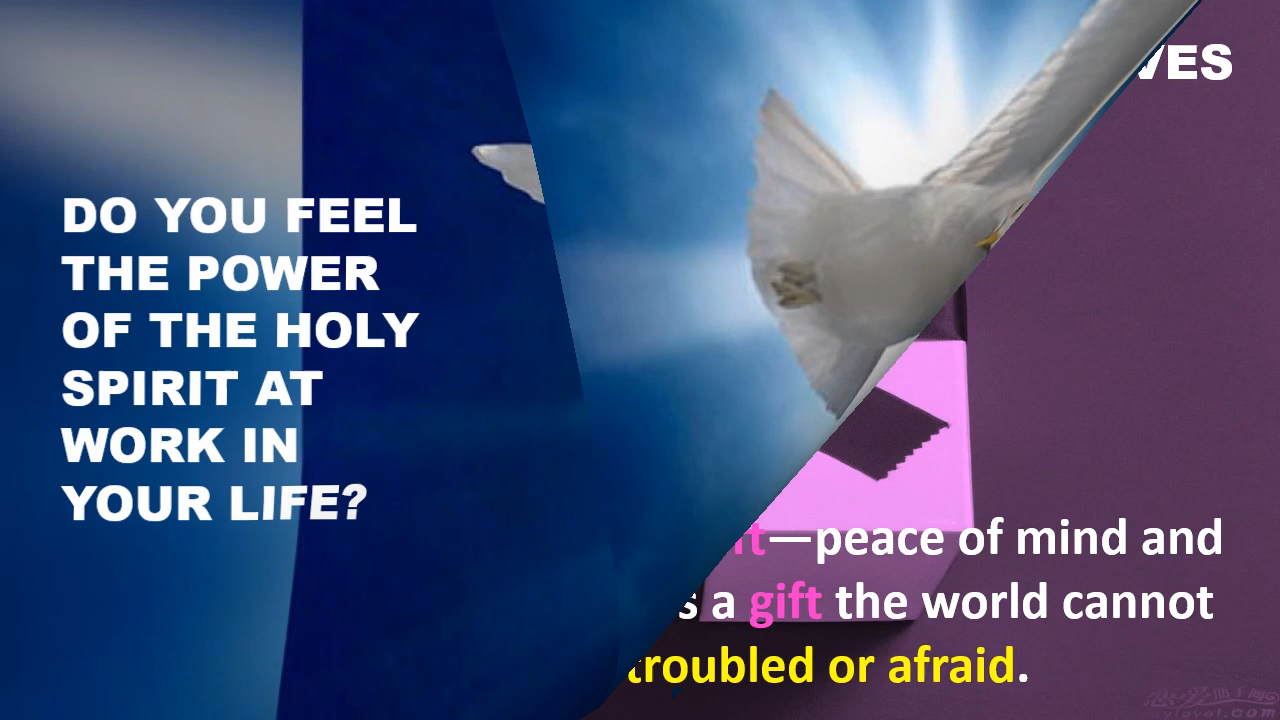 DO YOU FEEL
THE POWER
OF THE HOLY
SPIRIT AT
WORK IN
YOUR LIFE?
—peace of mind and
a gift the world cannot
troubled or afraid.